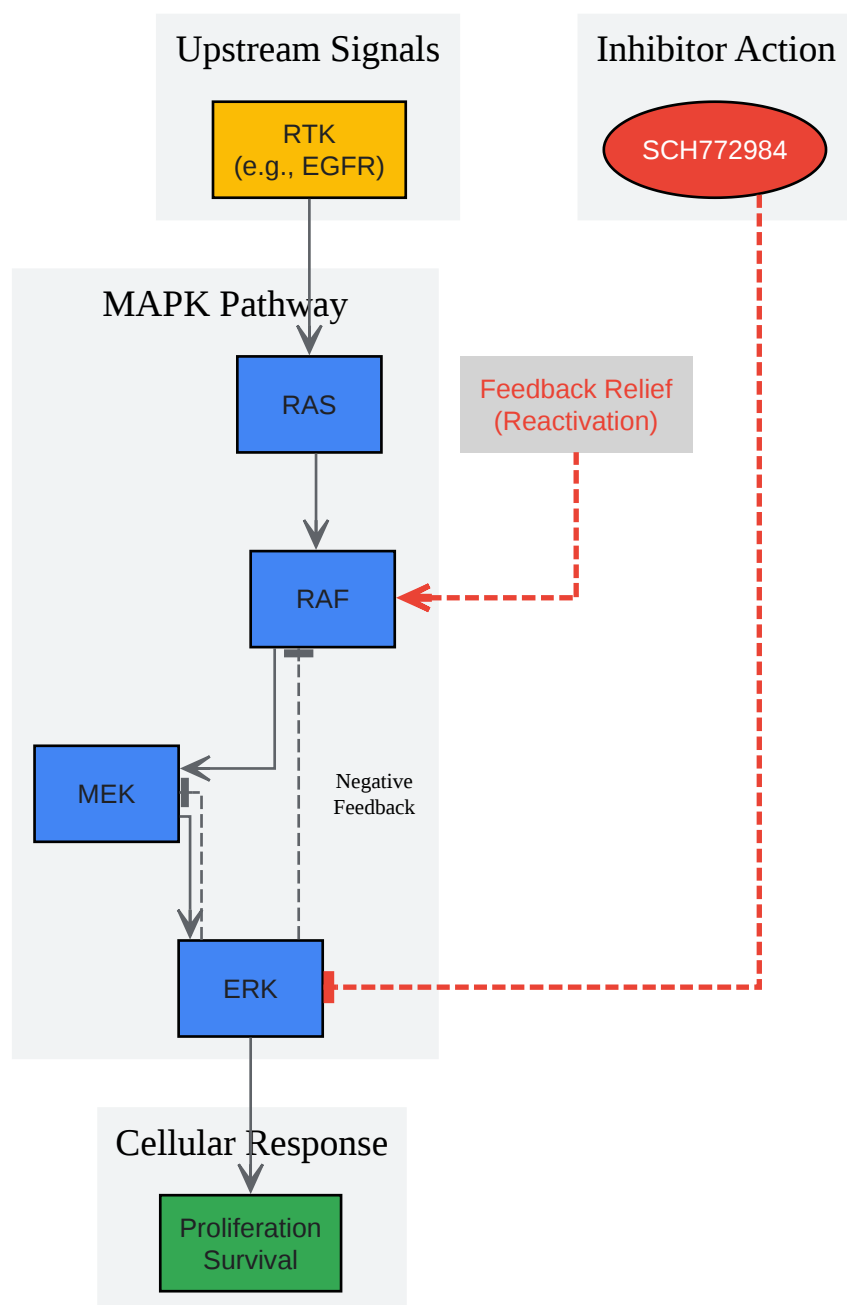 Upstream Signals
Inhibitor Action
RTK
(e.g., EGFR)
SCH772984
MAPK Pathway
RAS
Feedback Relief
(Reactivation)
RAF
MEK
Negative
Feedback
ERK
Cellular Response
Proliferation
Survival